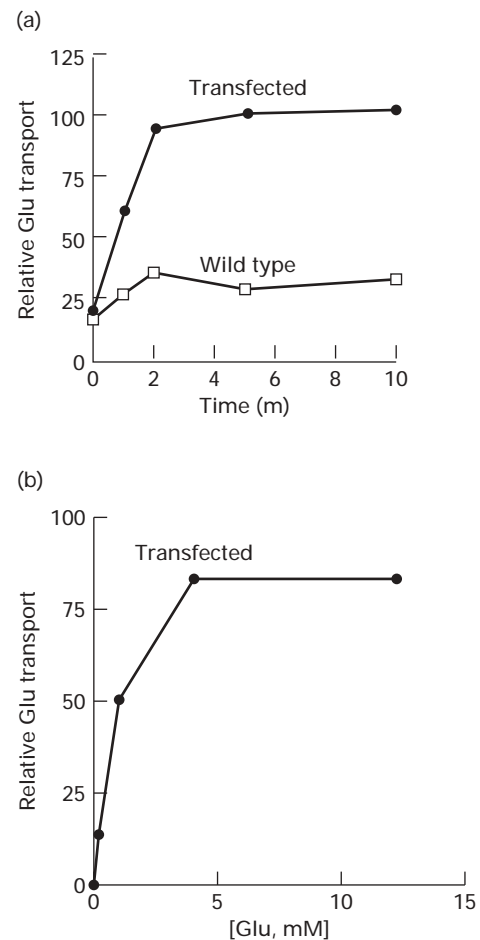 (a)
125
100
75
50
25
0
Relative Glu transport
Transfected
Wild type
0 2 4 6 8 10
Time (m)
(b)
100
75
50
25
0
Relative Glu transport
Transfected
0 5 10 15
[Glu, mM]